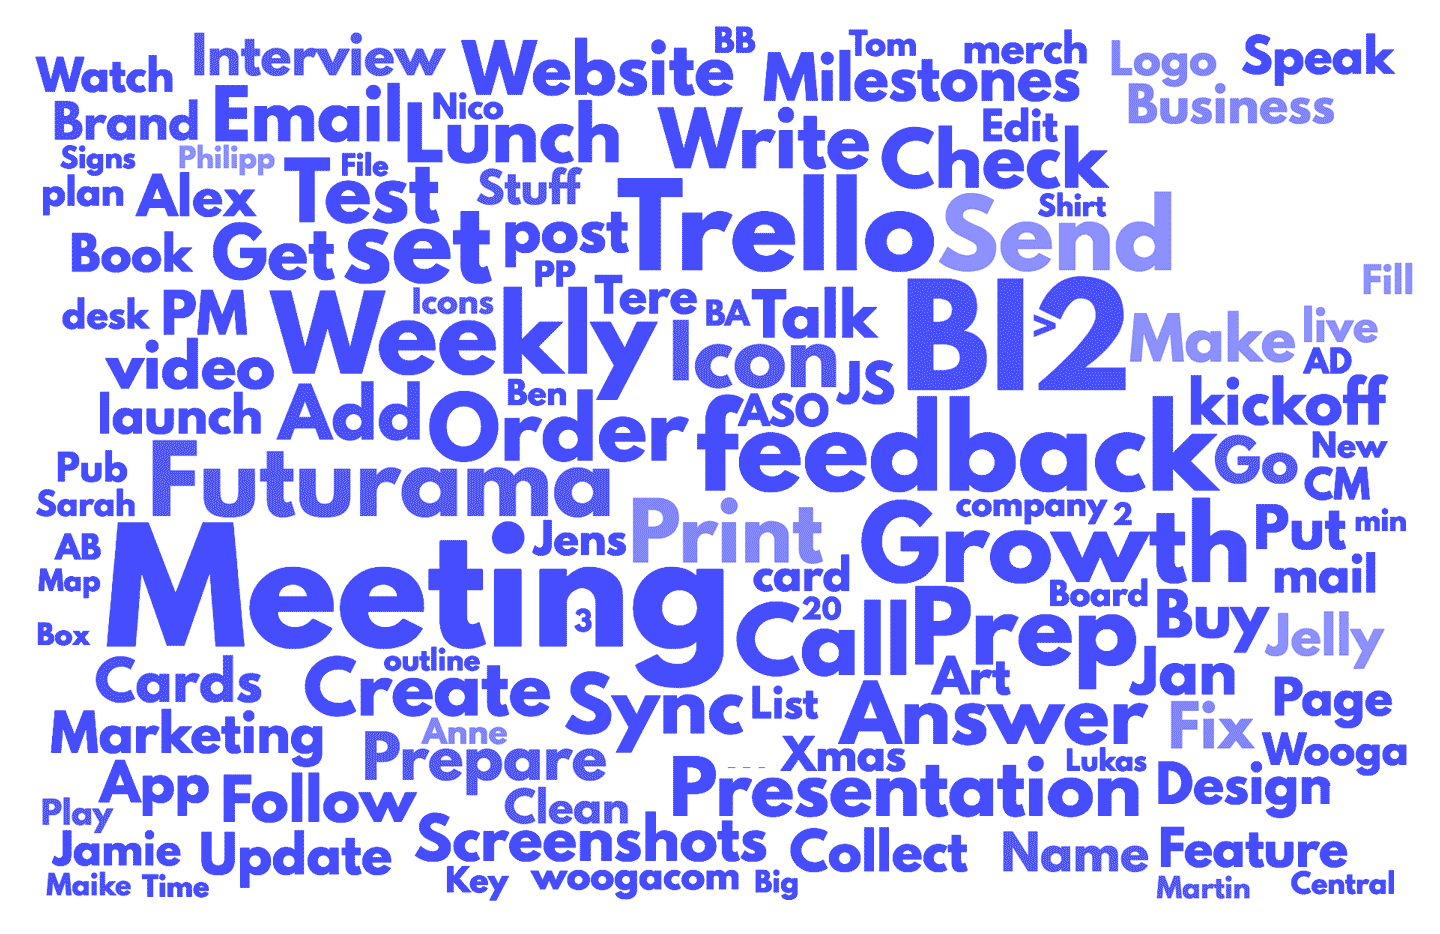 Watch Interview Website BB Milestones Tom merch Logo Speak
Brand Email Nico Lunch Write Edit Check Business
Signs Philipp File
plan Alex Test Stuff Trello Shirt Send
Book Get set post
PP Fill
desk PM Weekly Icons Tere BA Talk BI2 > Make live
video Icon JS AD
launch Add Ben Order ASO feedback kickoff
Pub Futurama Go New
Sarah CM
Print company 2 Growth Put min
AB Meeting Jens
Map card mail
Box 3 20 Call Prep Board Buy Jelly
Cards outline Create Sync List Art Jan Page
Marketing Anne Answer Fix
Prepare Xmas Lukas Wooga
App Follow - - - Presentation Design
Play Clean
Jamie Update Screenshots Collect Name Feature
Maike Time Key woogacom Big Martin Central